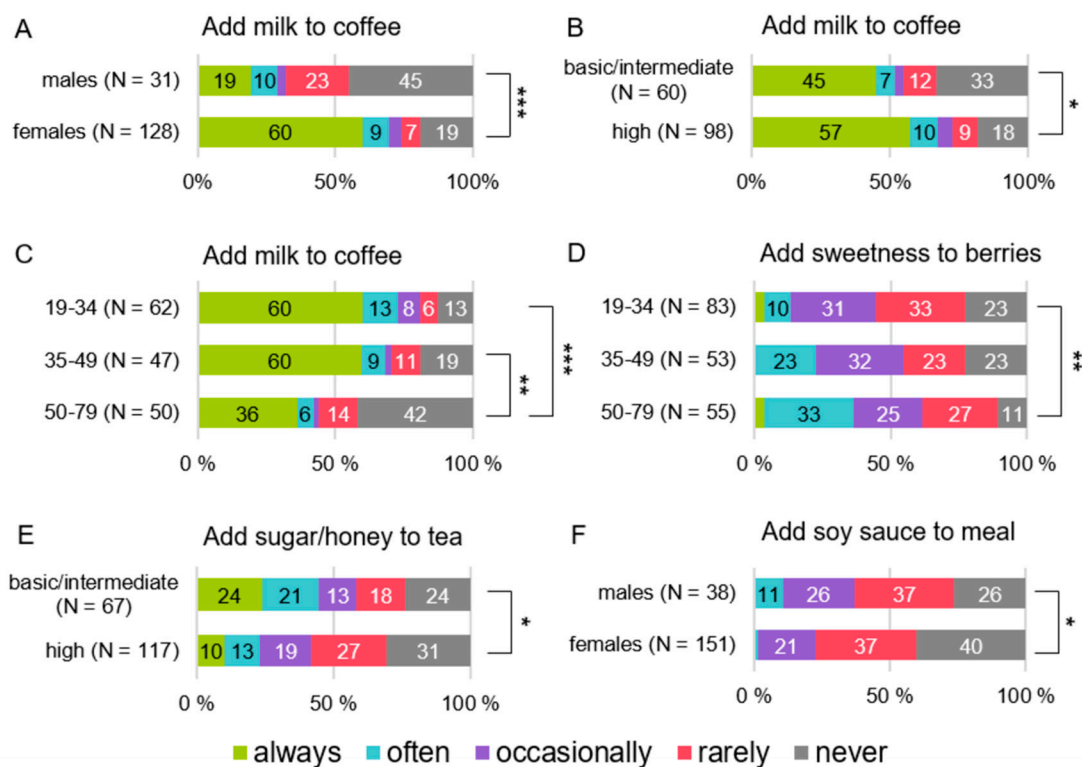 A
Add milk to coffee
males (N = 31)
19 10 23 45
***
females (N = 128)
60 9 7 19
0% 50% 100%
B
Add milk to coffee
basic/intermediate
(N = 60)
45 7 12 33
*
high (N = 98)
57 10 9 18
0% 50% 100%
C
Add milk to coffee
19-34 (N = 62)
60 13 8 6 13
***
35-49 (N = 47)
60 9 11 19
**
50-79 (N = 50)
36 6 14 42
0 % 50 % 100 %
D
Add sweetness to berries
19-34 (N = 83)
10 31 33 23
35-49 (N = 53)
23 32 23 23
**
50-79 (N = 55)
33 25 27 11
0 % 50 % 100 %
E
Add sugar/honey to tea
basic/intermediate
(N = 67)
24 21 13 18 24
*
high (N = 117)
10 13 19 27 31
0 % 50 % 100 %
F
Add soy sauce to meal
males (N = 38)
11 26 37 26
*
females (N = 151)
21 37 40
0 % 50 % 100 %
always often occasionally rarely never